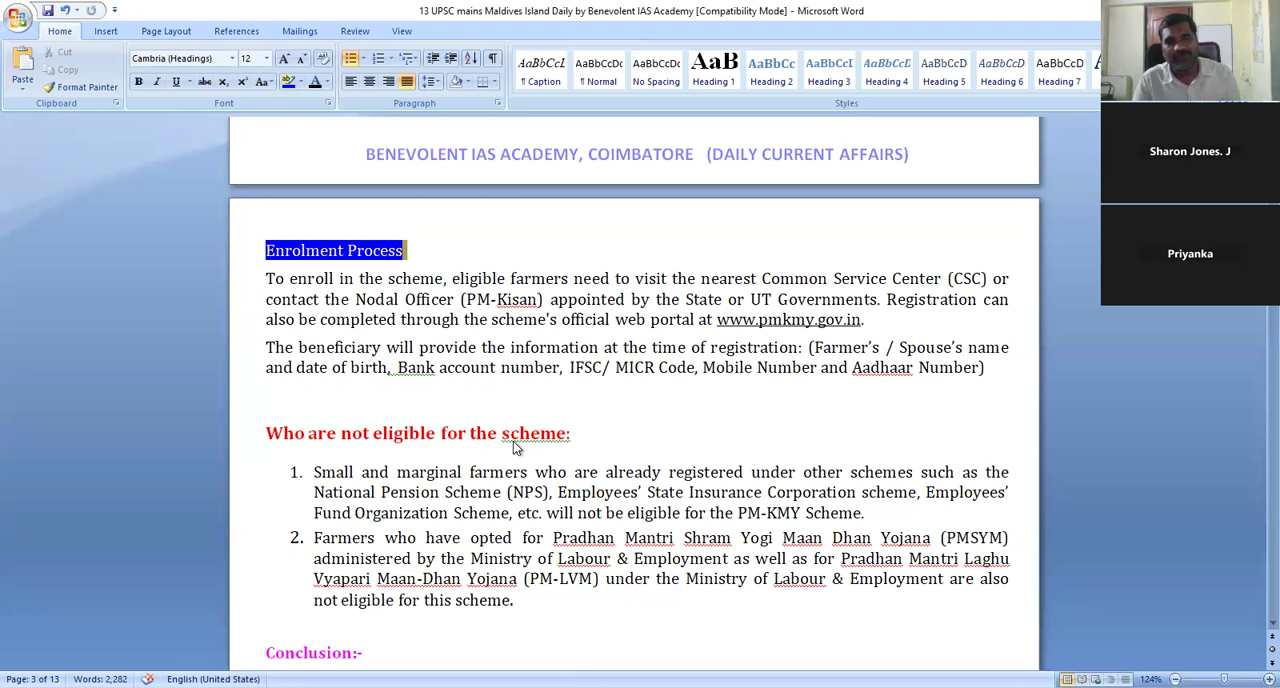 13 UPSC mains Maldives Island Daily by Benevolent IAS Academy [Compatibility Mode] - Microsoft Word
Home Insert Page Layout References Mailings Review View
Cut
Copy
Format Painter
Paste
Clipboard
Cambria (Headings) 12
B I U abc x₂ x² Aa
Font
Paragraph
AaBbCcL AaBbCcDc AaBbCcDc AaB AaBbCc AaBbCcI AaBbCcI AaBbCcD AaBbCcD AaBbCcDc
¶ Caption ¶ Normal No Spacing Heading 1 Heading 2 Heading 3 Heading 4 Heading 5 Heading 6 Heading 7
Styles
BENEVOLENT IAS ACADEMY, COIMBATORE (DAILY CURRENT AFFAIRS)
Enrolment Process
To enroll in the scheme, eligible farmers need to visit the nearest Common Service Center (CSC) or
contact the Nodal Officer (PM-Kisan) appointed by the State or UT Governments. Registration can
also be completed through the scheme's official web portal at www.pmkmy.gov.in.
The beneficiary will provide the information at the time of registration: (Farmer's / Spouse's name
and date of birth, Bank account number, IFSC/ MICR Code, Mobile Number and Aadhaar Number)
Who are not eligible for the scheme:
1. Small and marginal farmers who are already registered under other schemes such as the
National Pension Scheme (NPS), Employees' State Insurance Corporation scheme, Employees'
Fund Organization Scheme, etc. will not be eligible for the PM-KMY Scheme.
2. Farmers who have opted for Pradhan Mantri Shram Yogi Maan Dhan Yojana (PMSYM)
administered by the Ministry of Labour & Employment as well as for Pradhan Mantri Laghu
Vyapari Maan-Dhan Yojana (PM-LVM) under the Ministry of Labour & Employment are also
not eligible for this scheme.
Conclusion:-
Sharon Jones. J
Priyanka
Page: 3 of 13 Words: 2,282 English (United States) 124%